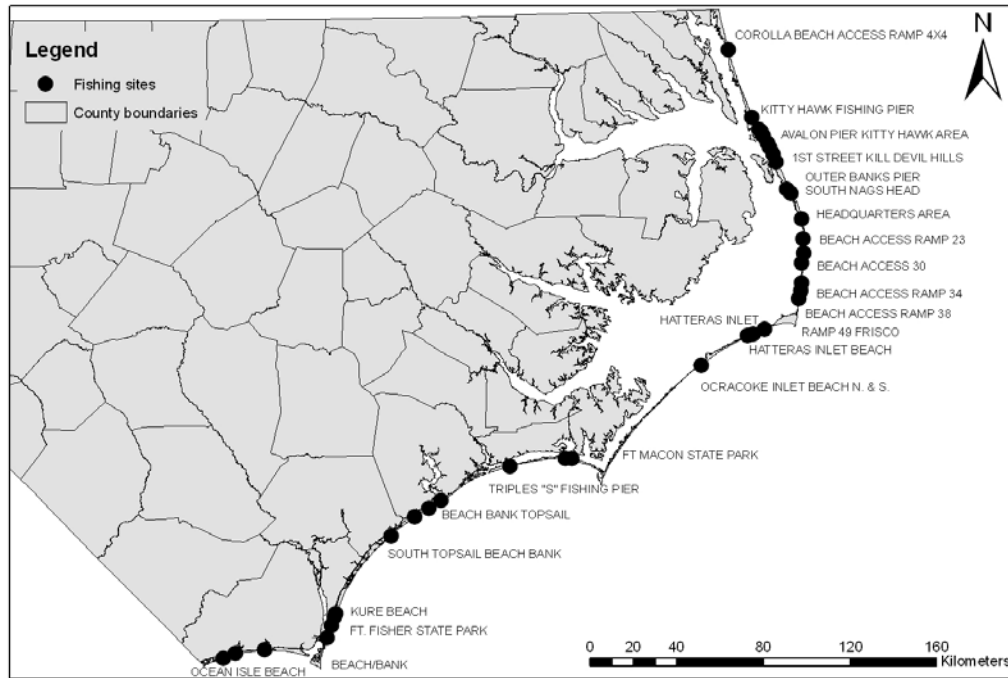 Legend
Fishing sites
County boundaries
N
COROLLA BEACH ACCESS RAMP 4X4
KITTY HAWK FISHING PIER
AVALON PIER KITTY HAWK AREA
1ST STREET KILL DEVIL HILLS
OUTER BANKS PIER
SOUTH NAGS HEAD
HEADQUARTERS AREA
BEACH ACCESS RAMP 23
BEACH ACCESS 30
BEACH ACCESS RAMP 34
BEACH ACCESS RAMP 38
HATTERAS INLET
RAMP 49 FRISCO
HATTERAS INLET BEACH
OCRACOKE INLET BEACH N. & S.
FT MACON STATE PARK
TRIPLES "S" FISHING PIER
BEACH BANK TOPSAIL
SOUTH TOPSAIL BEACH BANK
KURE BEACH
FT. FISHER STATE PARK
BEACH/BANK
OCEAN ISLE BEACH
0 20 40 80 120 160
Kilometers